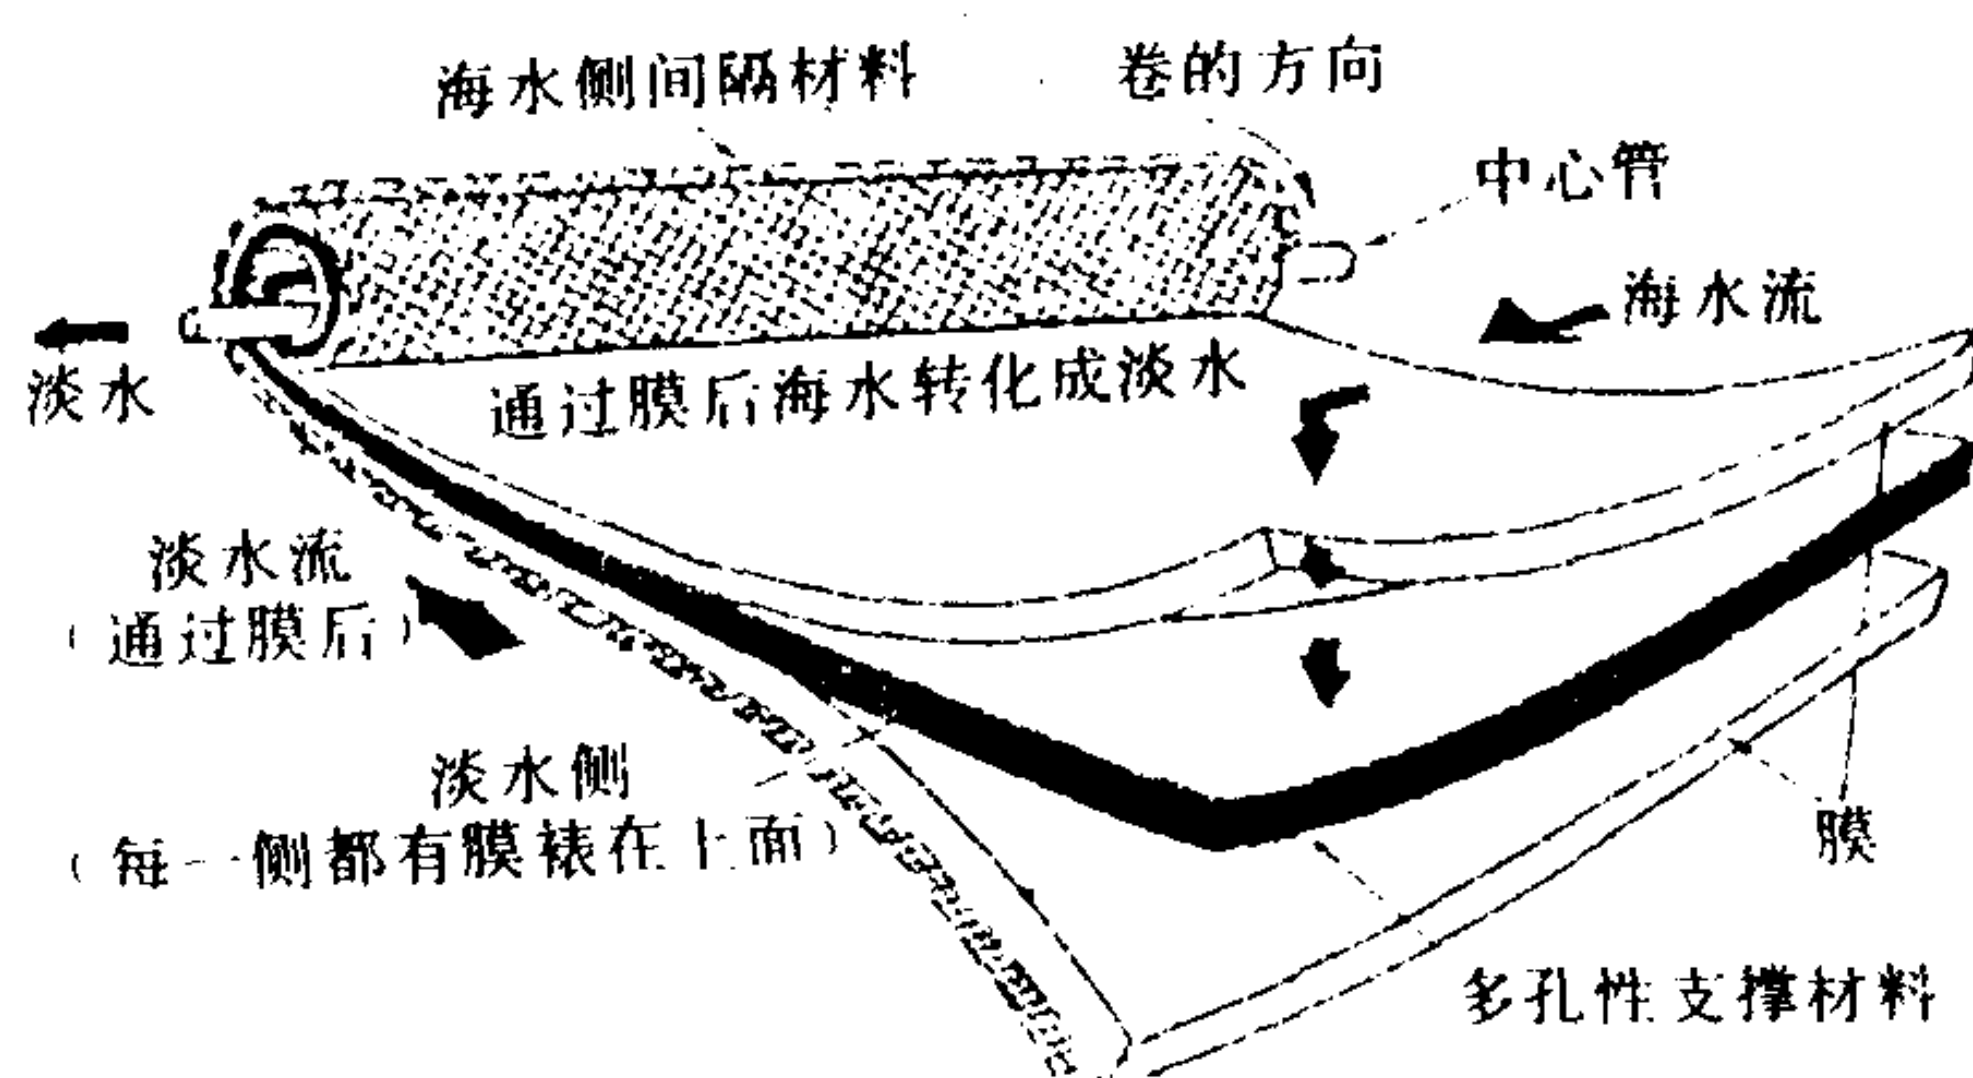 海水侧间隔材料
卷的方向
中心管
海水流
淡水
通过膜后海水转化成淡水
淡水流
（通过膜后）
淡水侧
（每一侧都有膜裱在上面）
膜
多孔性支撑材料